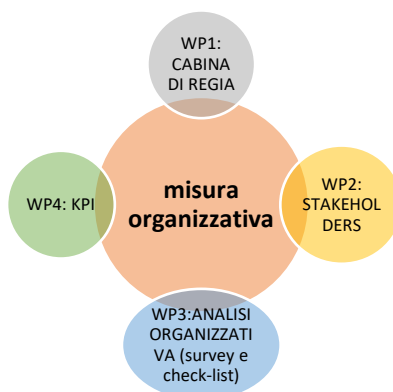 WP1:
CABINA
DI REGIA
misura
organizzativa
WP2:
STAKEHOL
DERS
WP4: KPI
WP3:ANALISI
ORGANIZZATI
VA (survey e
check-list)